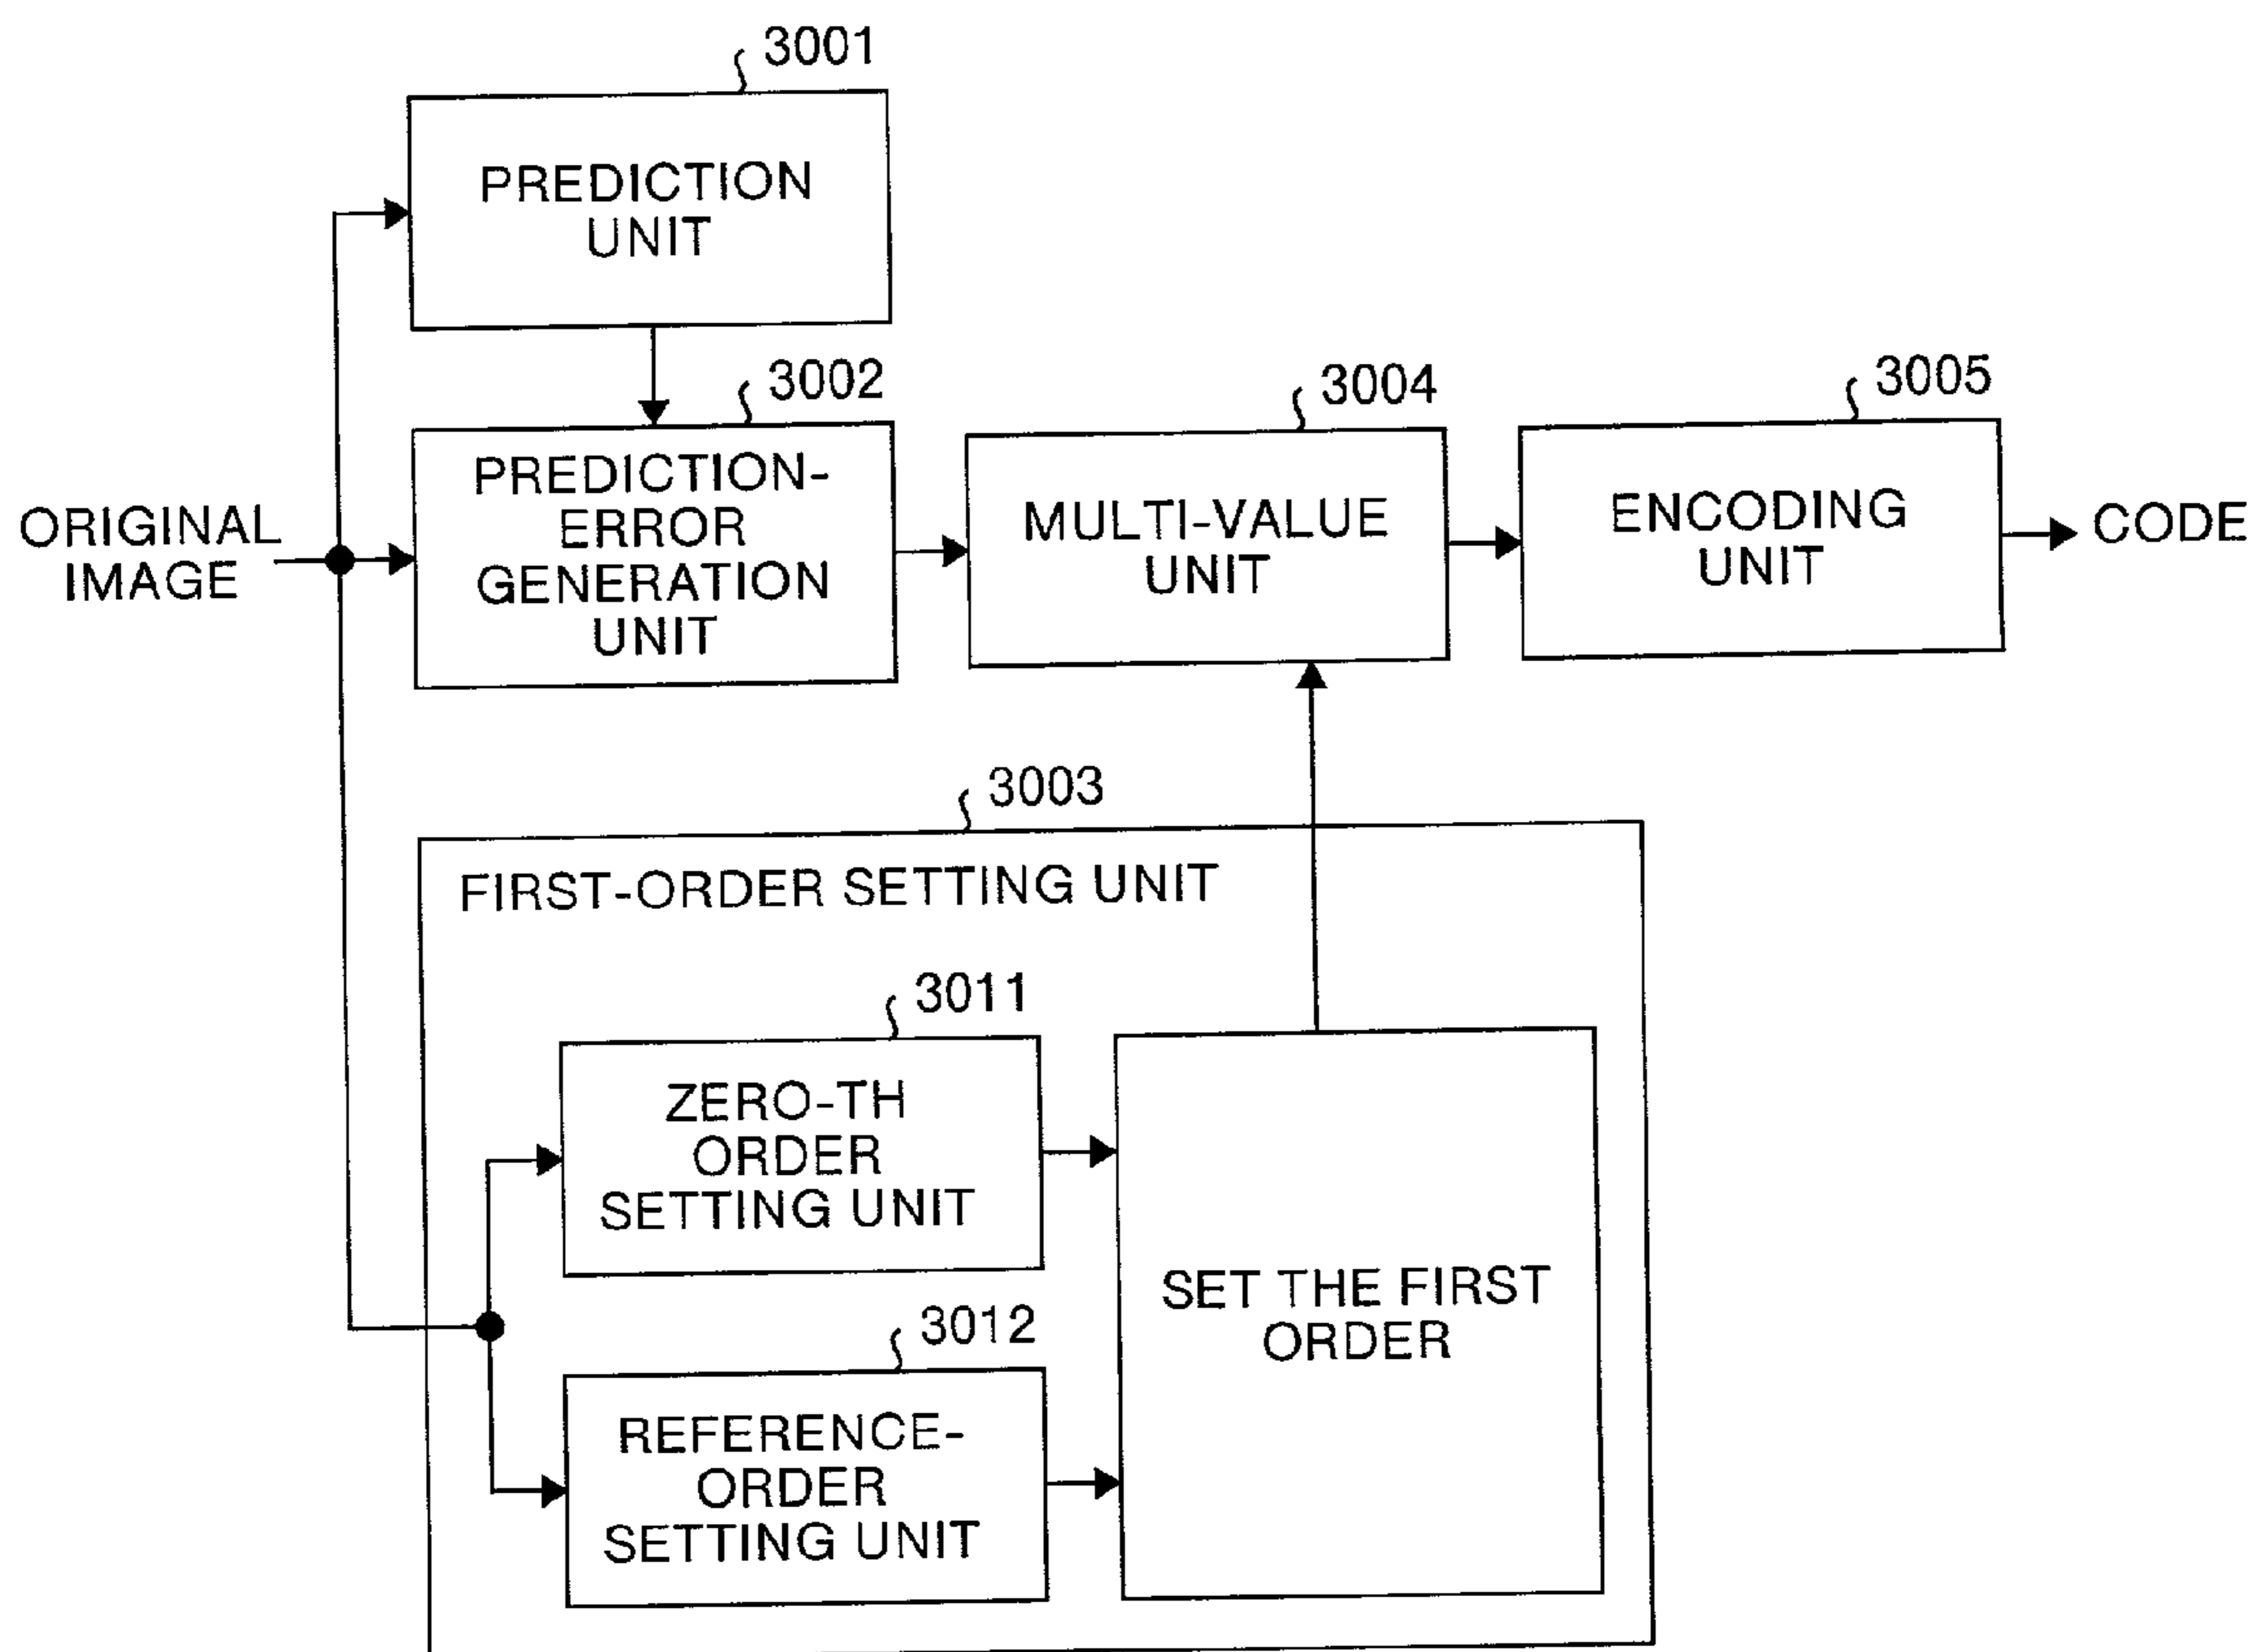 3001
PREDICTION
UNIT
3002
PREDICTION-
ERROR
GENERATION
UNIT
ORIGINAL
IMAGE
3004
MULTI-VALUE
UNIT
3005
ENCODING
UNIT
CODE
3003
FIRST-ORDER SETTING UNIT
3011
ZERO-TH
ORDER
SETTING UNIT
3012
REFERENCE-
ORDER
SETTING UNIT
SET THE FIRST
ORDER